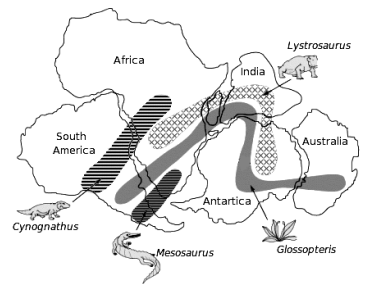 Africa
Lystrosaurus
India
South
America
Australia
Antartica
Cynognathus
Mesosaurus
Glossopteris